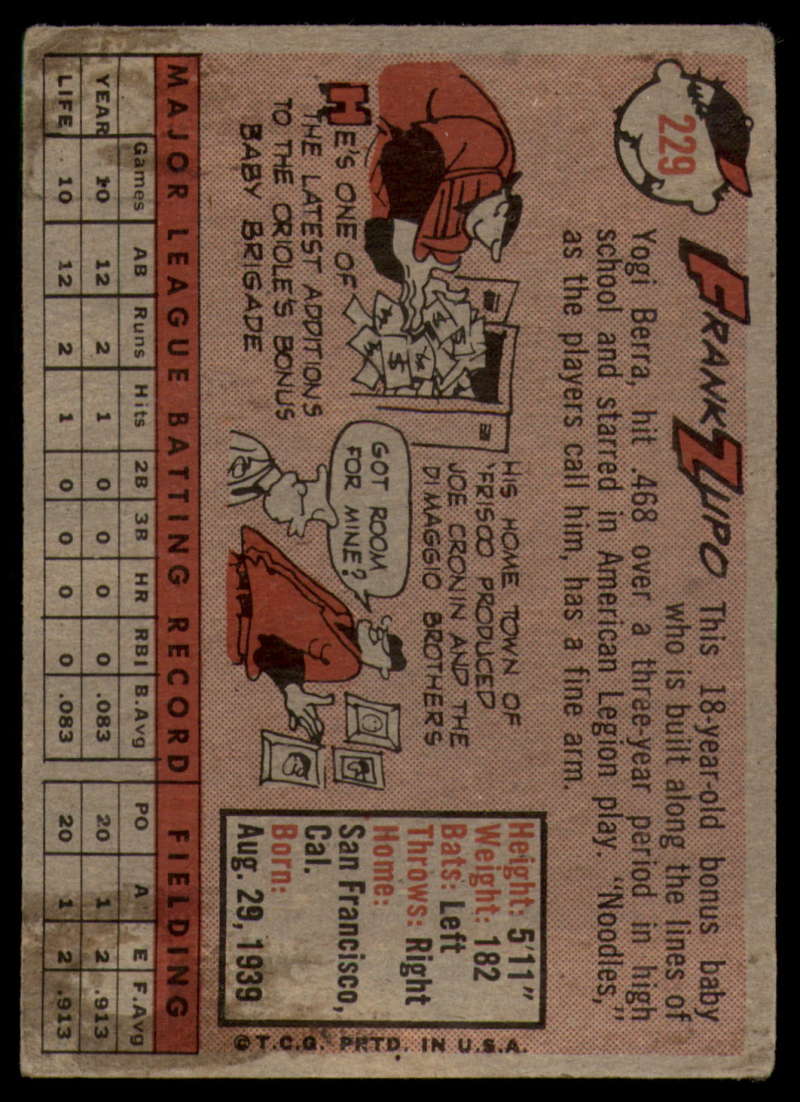 229
FRANK ZUPO This 18-year-old bonus baby
who is built along the lines of
Yogi Berra, hit .468 over a three-year period in high
school and starred in American Legion play. "Noodles,"
as the players call him, has a fine arm.
HE'S ONE OF
THE LATEST ADDITIONS
TO THE ORIOLE'S BONUS
BABY BRIGADE
$ $ $
HIS HOME TOWN OF
'FRISCO PRODUCED
JOE CRONIN AND THE
DI MAGGIO BROTHERS
GOT ROOM
FOR MINE?
Height: 5'11"
Weight: 182
Bats: Left
Throws: Right
Home:
San Francisco,
Cal.
Born:
Aug. 29, 1939
© T.C.G. PRTD. IN U.S.A.
MAJOR LEAGUE BATTING RECORD FIELDING
Games AB Runs Hits 2B 3B HR RBI B.Avg PO A E F.Avg
YEAR 10 12 2 1 0 0 0 0 .083 20 1 2 .913
LIFE 10 12 2 1 0 0 0 0 .083 20 1 2 .913